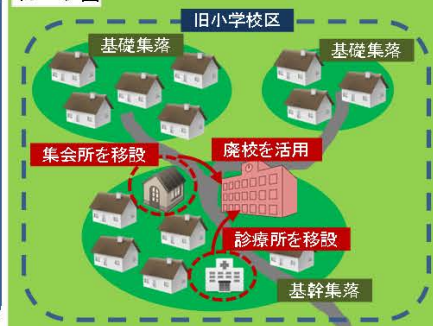 旧小学校区
基礎集落
基礎集落
集会所を移設
廃校を活用
診療所を移設
基幹集落